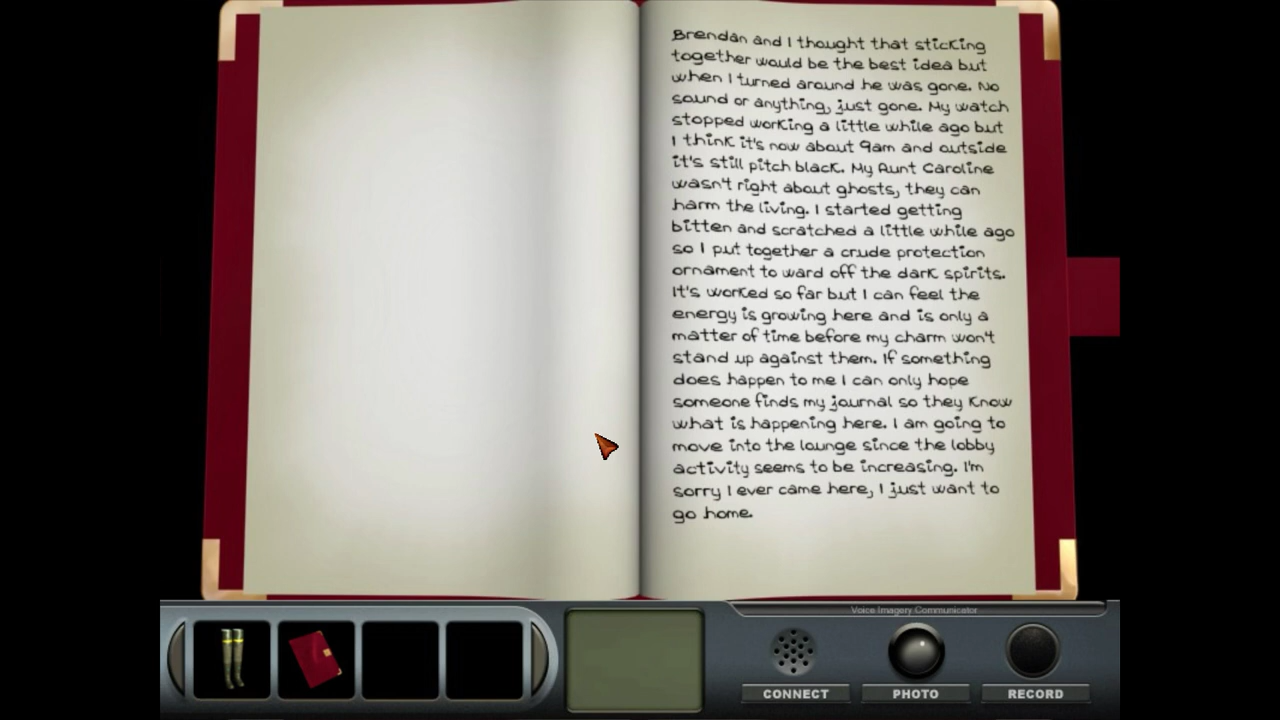 Brendan and I thought that sticking
together would be the best idea but
when I turned around he was gone. No
sound or anything, just gone. My watch
stopped working a little while ago but
I think it's now about 9am and outside
it's still pitch black. My Aunt Caroline
wasn't right about ghosts, they can
harm the living. I started getting
bitten and scratched a little while ago
so I put together a crude protection
ornament to ward off the dark spirits.
It's worked so far but I can feel the
energy is growing here and is only a
matter of time before my charm won't
stand up against them. If something
does happen to me I can only hope
someone finds my journal so they know
what is happening here. I am going to
move into the lounge since the lobby
activity seems to be increasing. I'm
sorry I ever came here, I just want to
go home.
Voice Imagery Communicator
CONNECT PHOTO RECORD